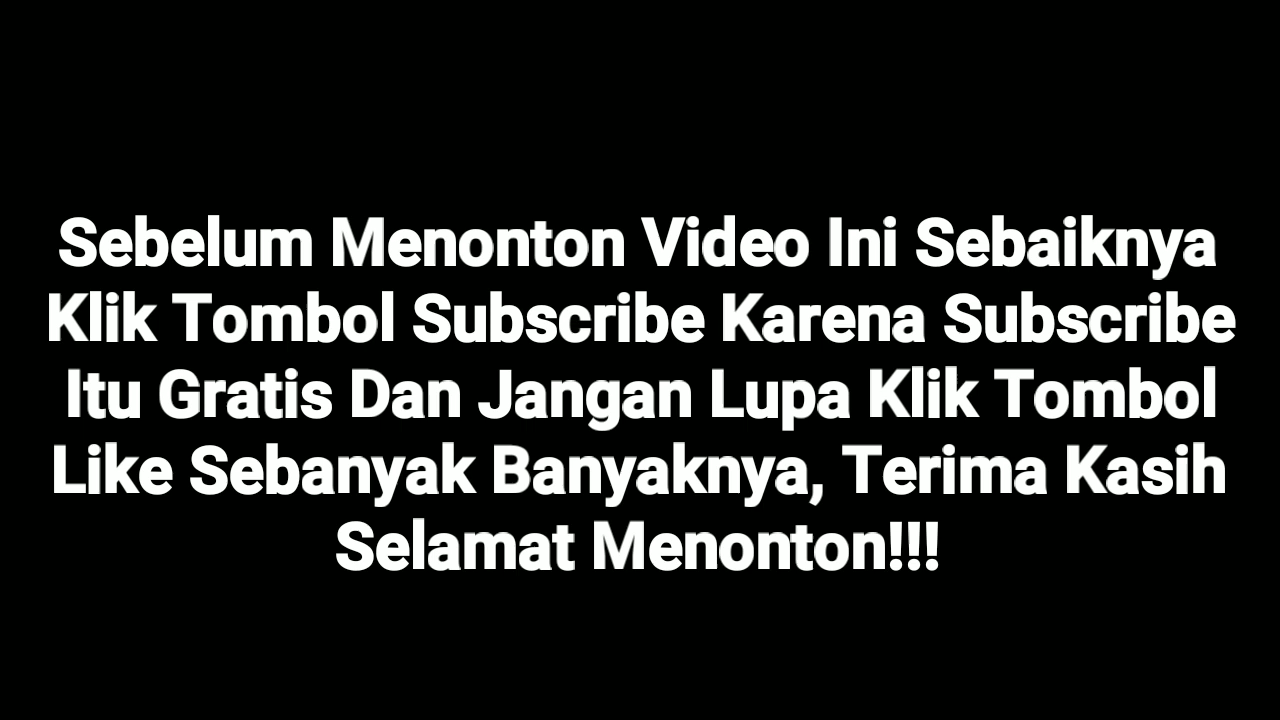 Sebelum Menonton Video Ini Sebaiknya
Klik Tombol Subscribe Karena Subscribe
Itu Gratis Dan Jangan Lupa Klik Tombol
Like Sebanyak Banyaknya, Terima Kasih
Selamat Menonton!!!